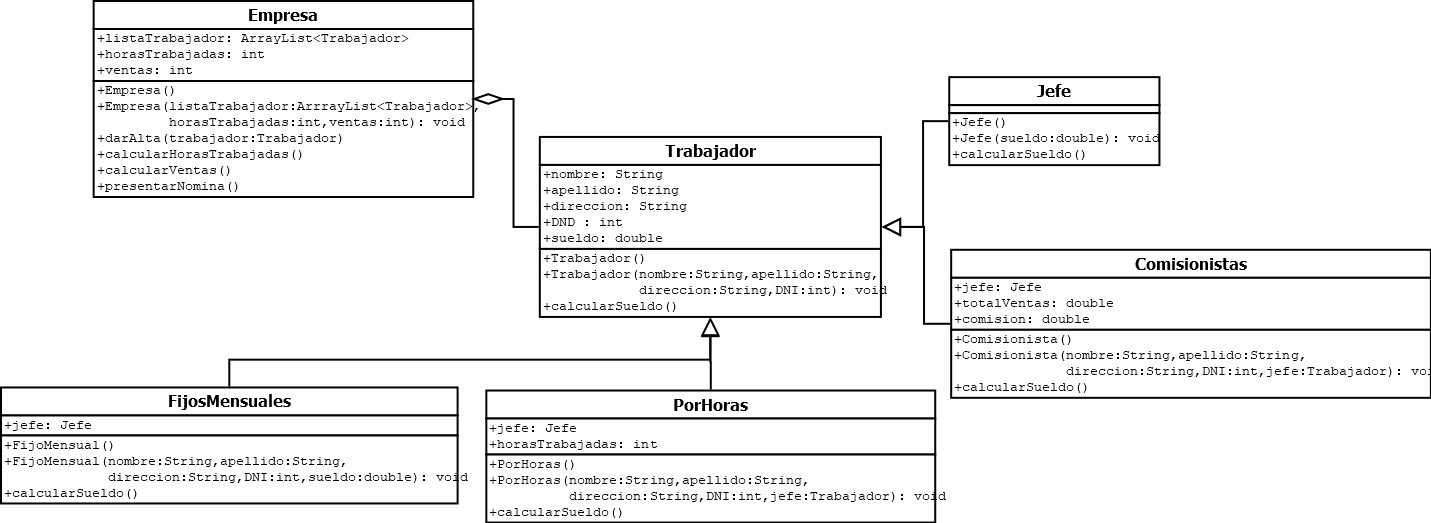 Empresa
+listaTrabajador: ArrayList<Trabajador>
+horasTrabajadas: int
+ventas: int
+Empresa()
+Empresa(listaTrabajador:ArrrayList<Trabajador>,
horasTrabajadas:int,ventas:int): void
+darAlta(trabajador:Trabajador)
+calcularHorasTrabajadas()
+calcularVentas()
+presentarNomina()
Trabajador
+nombre: String
+apellido: String
+direccion: String
+DND : int
+sueldo: double
+Trabajador()
+Trabajador(nombre:String,apellido:String,
direccion:String,DNI:int): void
+calcularSueldo()
Jefe
+Jefe()
+Jefe(sueldo:double): void
+calcularSueldo()
Comisionistas
+jefe: Jefe
+totalVentas: double
+comision: double
+Comisionista()
+Comisionista(nombre:String,apellido:String,
direccion:String,DNI:int,jefe:Trabajador): voi
+calcularSueldo()
FijosMensuales
+jefe: Jefe
+FijoMensual()
+FijoMensual(nombre:String,apellido:String,
direccion:String,DNI:int,sueldo:double): void
+calcularSueldo()
PorHoras
+jefe: Jefe
+horasTrabajadas: int
+PorHoras()
+PorHoras(nombre:String,apellido:String,
direccion:String,DNI:int,jefe:Trabajador): void
+calcularSueldo()